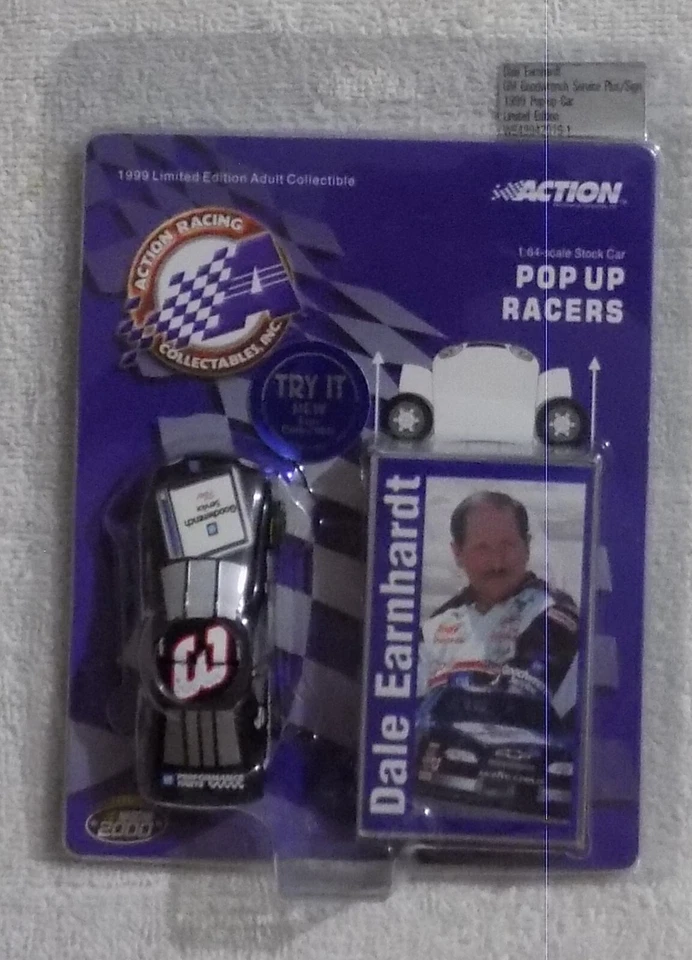 Dale Earnhardt
GM Goodwrench Service Plus/Sign
1999 Pop-up Car
Limited Edition
1999 Limited Edition Adult Collectible
ACTION
ACTION RACING
COLLECTABLES, INC.
1:64-scale Stock Car
POP UP
RACERS
TRY IT
NEW
Goodwrench
Service
Plus
3
PERFORMANCE
PARTS
2000
Dale Earnhardt